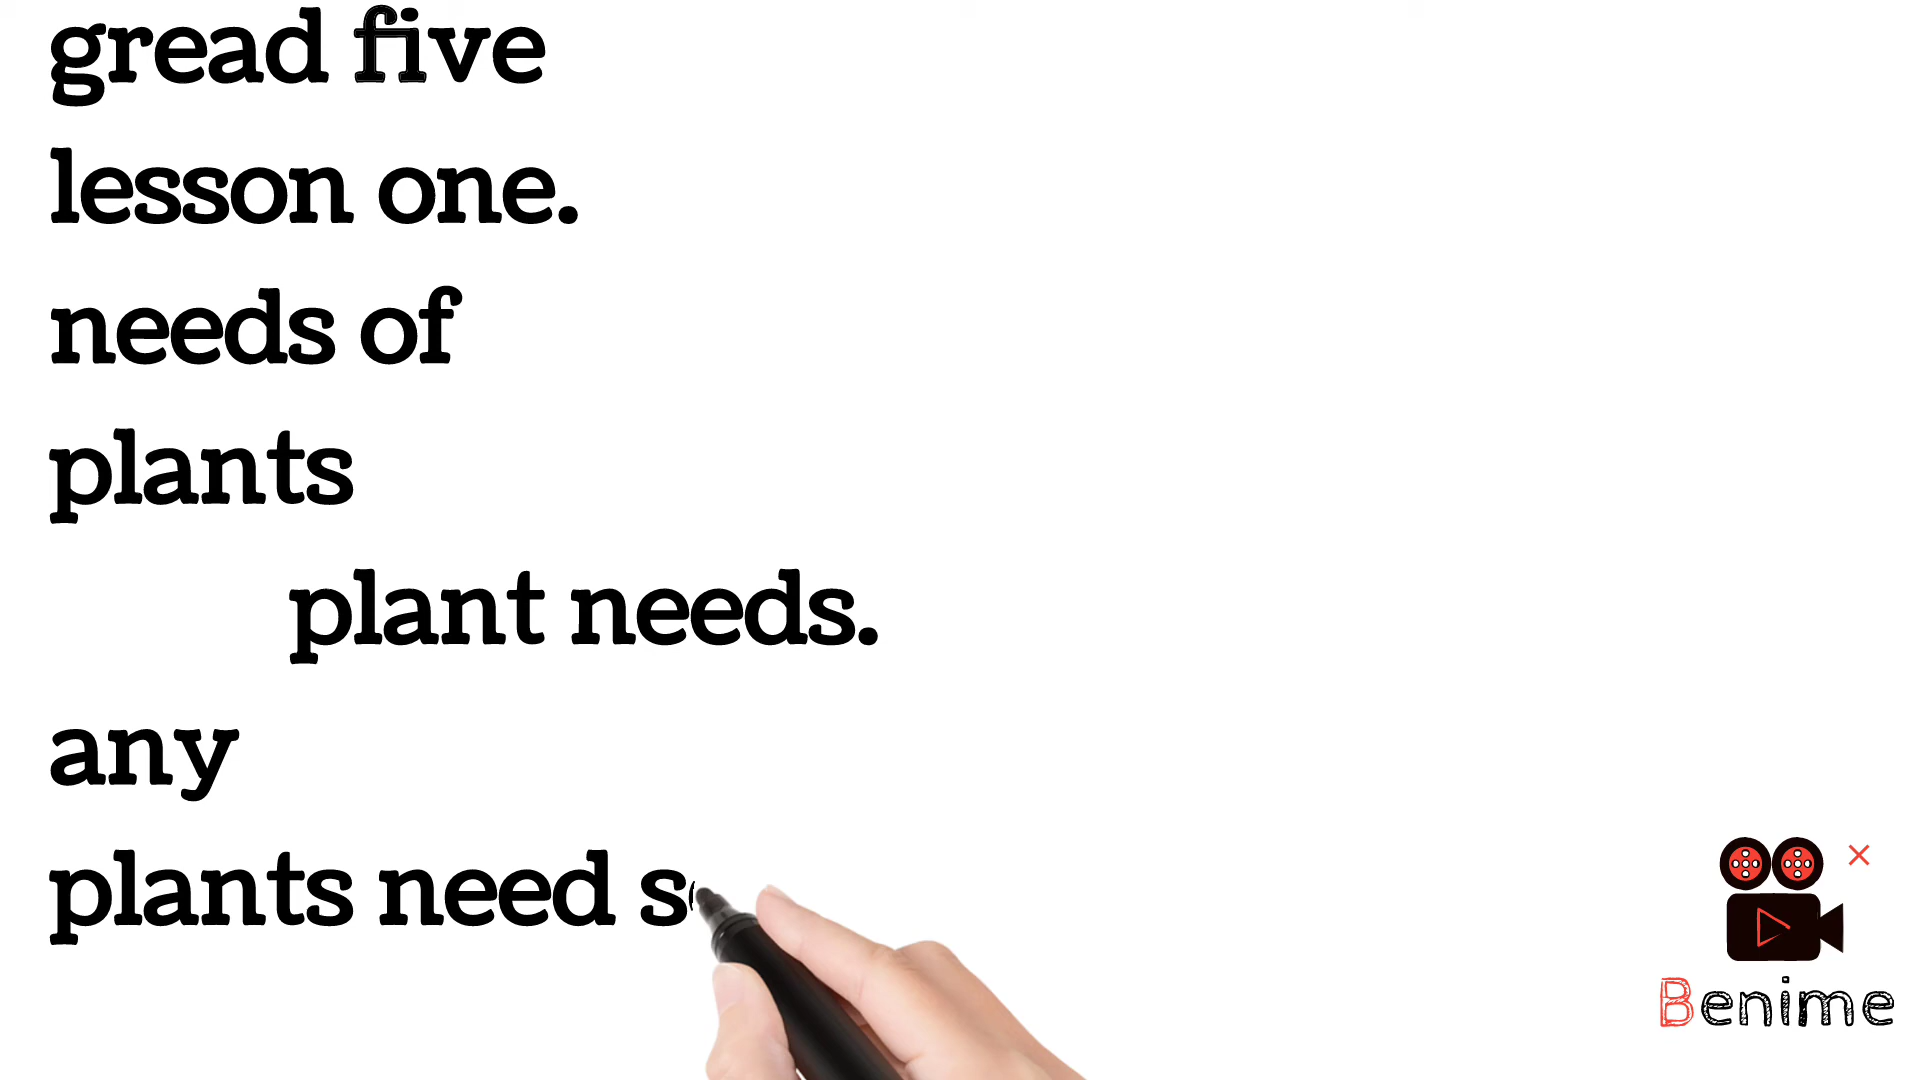 gread five
lesson one.
needs of
plants
plant needs.
any
plants need s
Benime